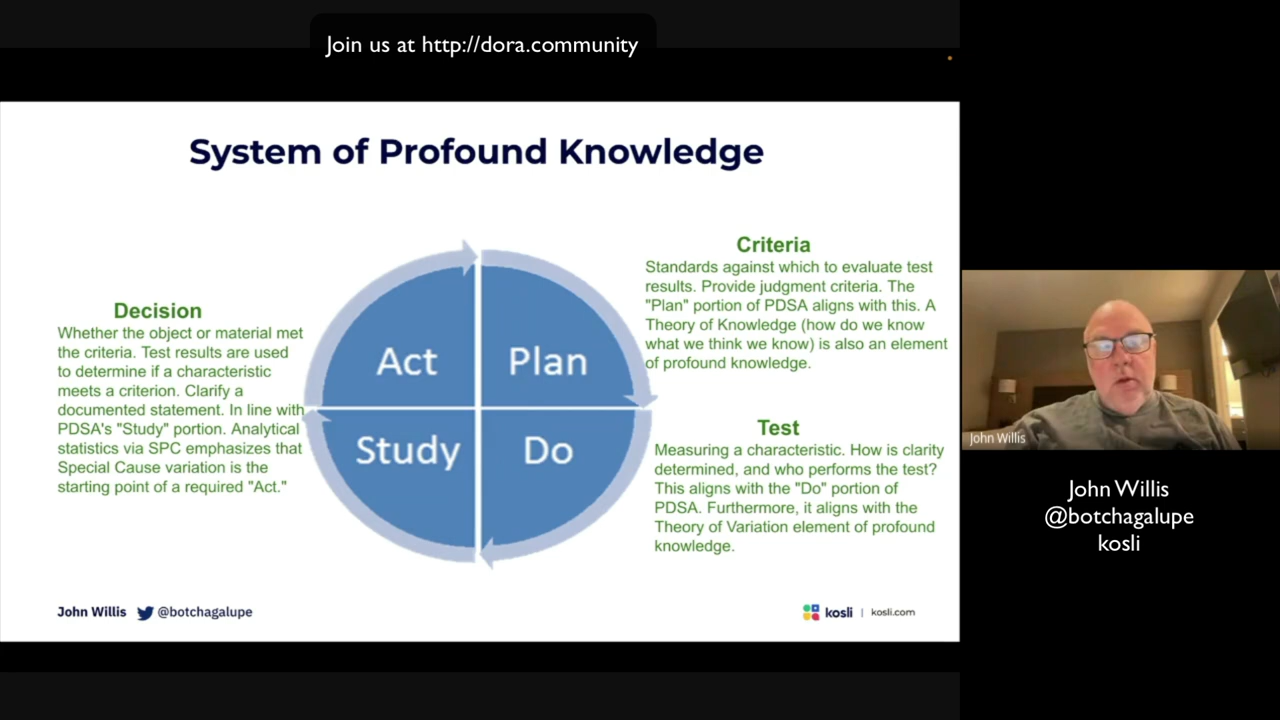 Join us at http://dora.community
System of Profound Knowledge
Decision
Whether the object or material met
the criteria. Test results are used
to determine if a characteristic
meets a criterion. Clarify a
documented statement. In line with
PDSA's "Study" portion. Analytical
statistics via SPC emphasizes that
Special Cause variation is the
starting point of a required "Act."
Act
Plan
Study
Do
Criteria
Standards against which to evaluate test
results. Provide judgment criteria. The
"Plan" portion of PDSA aligns with this. A
Theory of Knowledge (how do we know
what we think we know) is also an element
of profound knowledge.
Test
Measuring a characteristic. How is clarity
determined, and who performs the test?
This aligns with the "Do" portion of
PDSA. Furthermore, it aligns with the
Theory of Variation element of profound
knowledge.
John Willis @botchagalupe
kosli | kosli.com
John Willis
John Willis
@botchagalupe
kosli